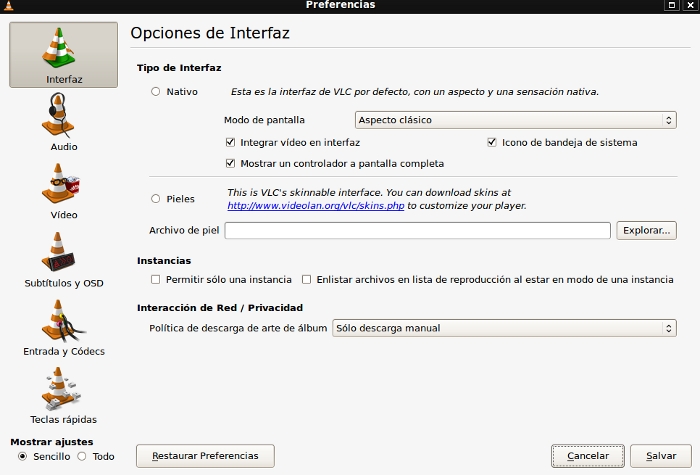 Preferencias
Interfaz
Audio
Vídeo
Subtítulos y OSD
Entrada y Códecs
Teclas rápidas
Mostrar ajustes
Sencillo Todo
Opciones de Interfaz
Tipo de Interfaz
Nativo Esta es la interfaz de VLC por defecto, con un aspecto y una sensación nativa.
Modo de pantalla Aspecto clásico
Integrar vídeo en interfaz Icono de bandeja de sistema
Mostrar un controlador a pantalla completa
Pieles This is VLC's skinnable interface. You can download skins at
http://www.videolan.org/vlc/skins.php to customize your player.
Archivo de piel Explorar...
Instancias
Permitir sólo una instancia Enlistar archivos en lista de reproducción al estar en modo de una instancia
Interacción de Red / Privacidad
Política de descarga de arte de álbum Sólo descarga manual
Restaurar Preferencias Cancelar Salvar